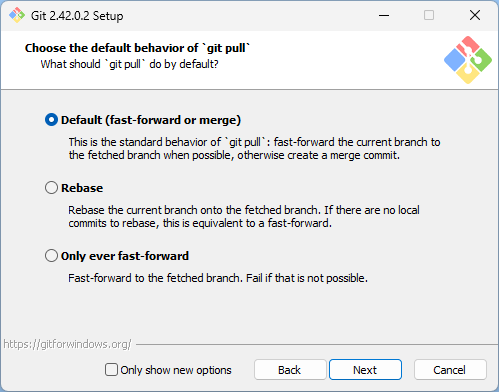 Git 2.42.0.2 Setup
Choose the default behavior of `git pull`
What should `git pull` do by default?
Default (fast-forward or merge)
This is the standard behavior of `git pull`: fast-forward the current branch to
the fetched branch when possible, otherwise create a merge commit.
Rebase
Rebase the current branch onto the fetched branch. If there are no local
commits to rebase, this is equivalent to a fast-forward.
Only ever fast-forward
Fast-forward to the fetched branch. Fail if that is not possible.
https://gitforwindows.org/
Only show new options
Back
Next
Cancel